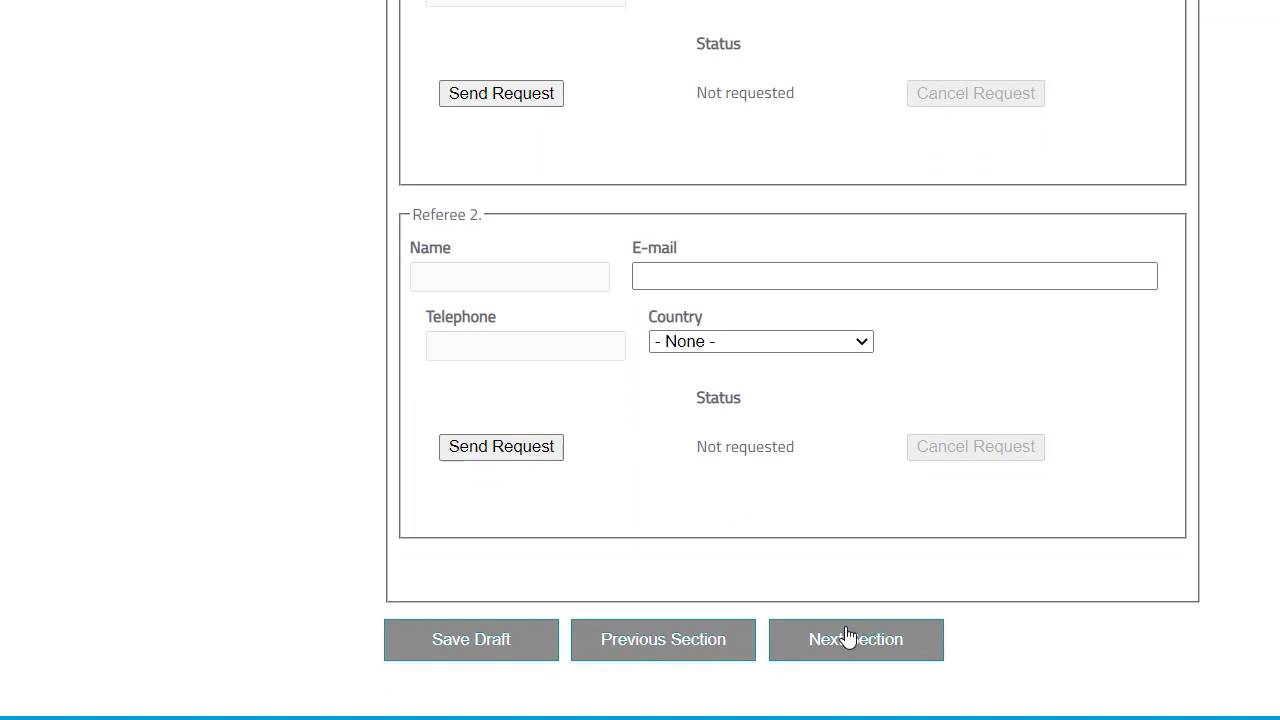 Status
Send Request Not requested Cancel Request
Referee 2.
Name E-mail
Telephone Country
- None -
Status
Send Request Not requested Cancel Request
Save Draft Previous Section Next Section